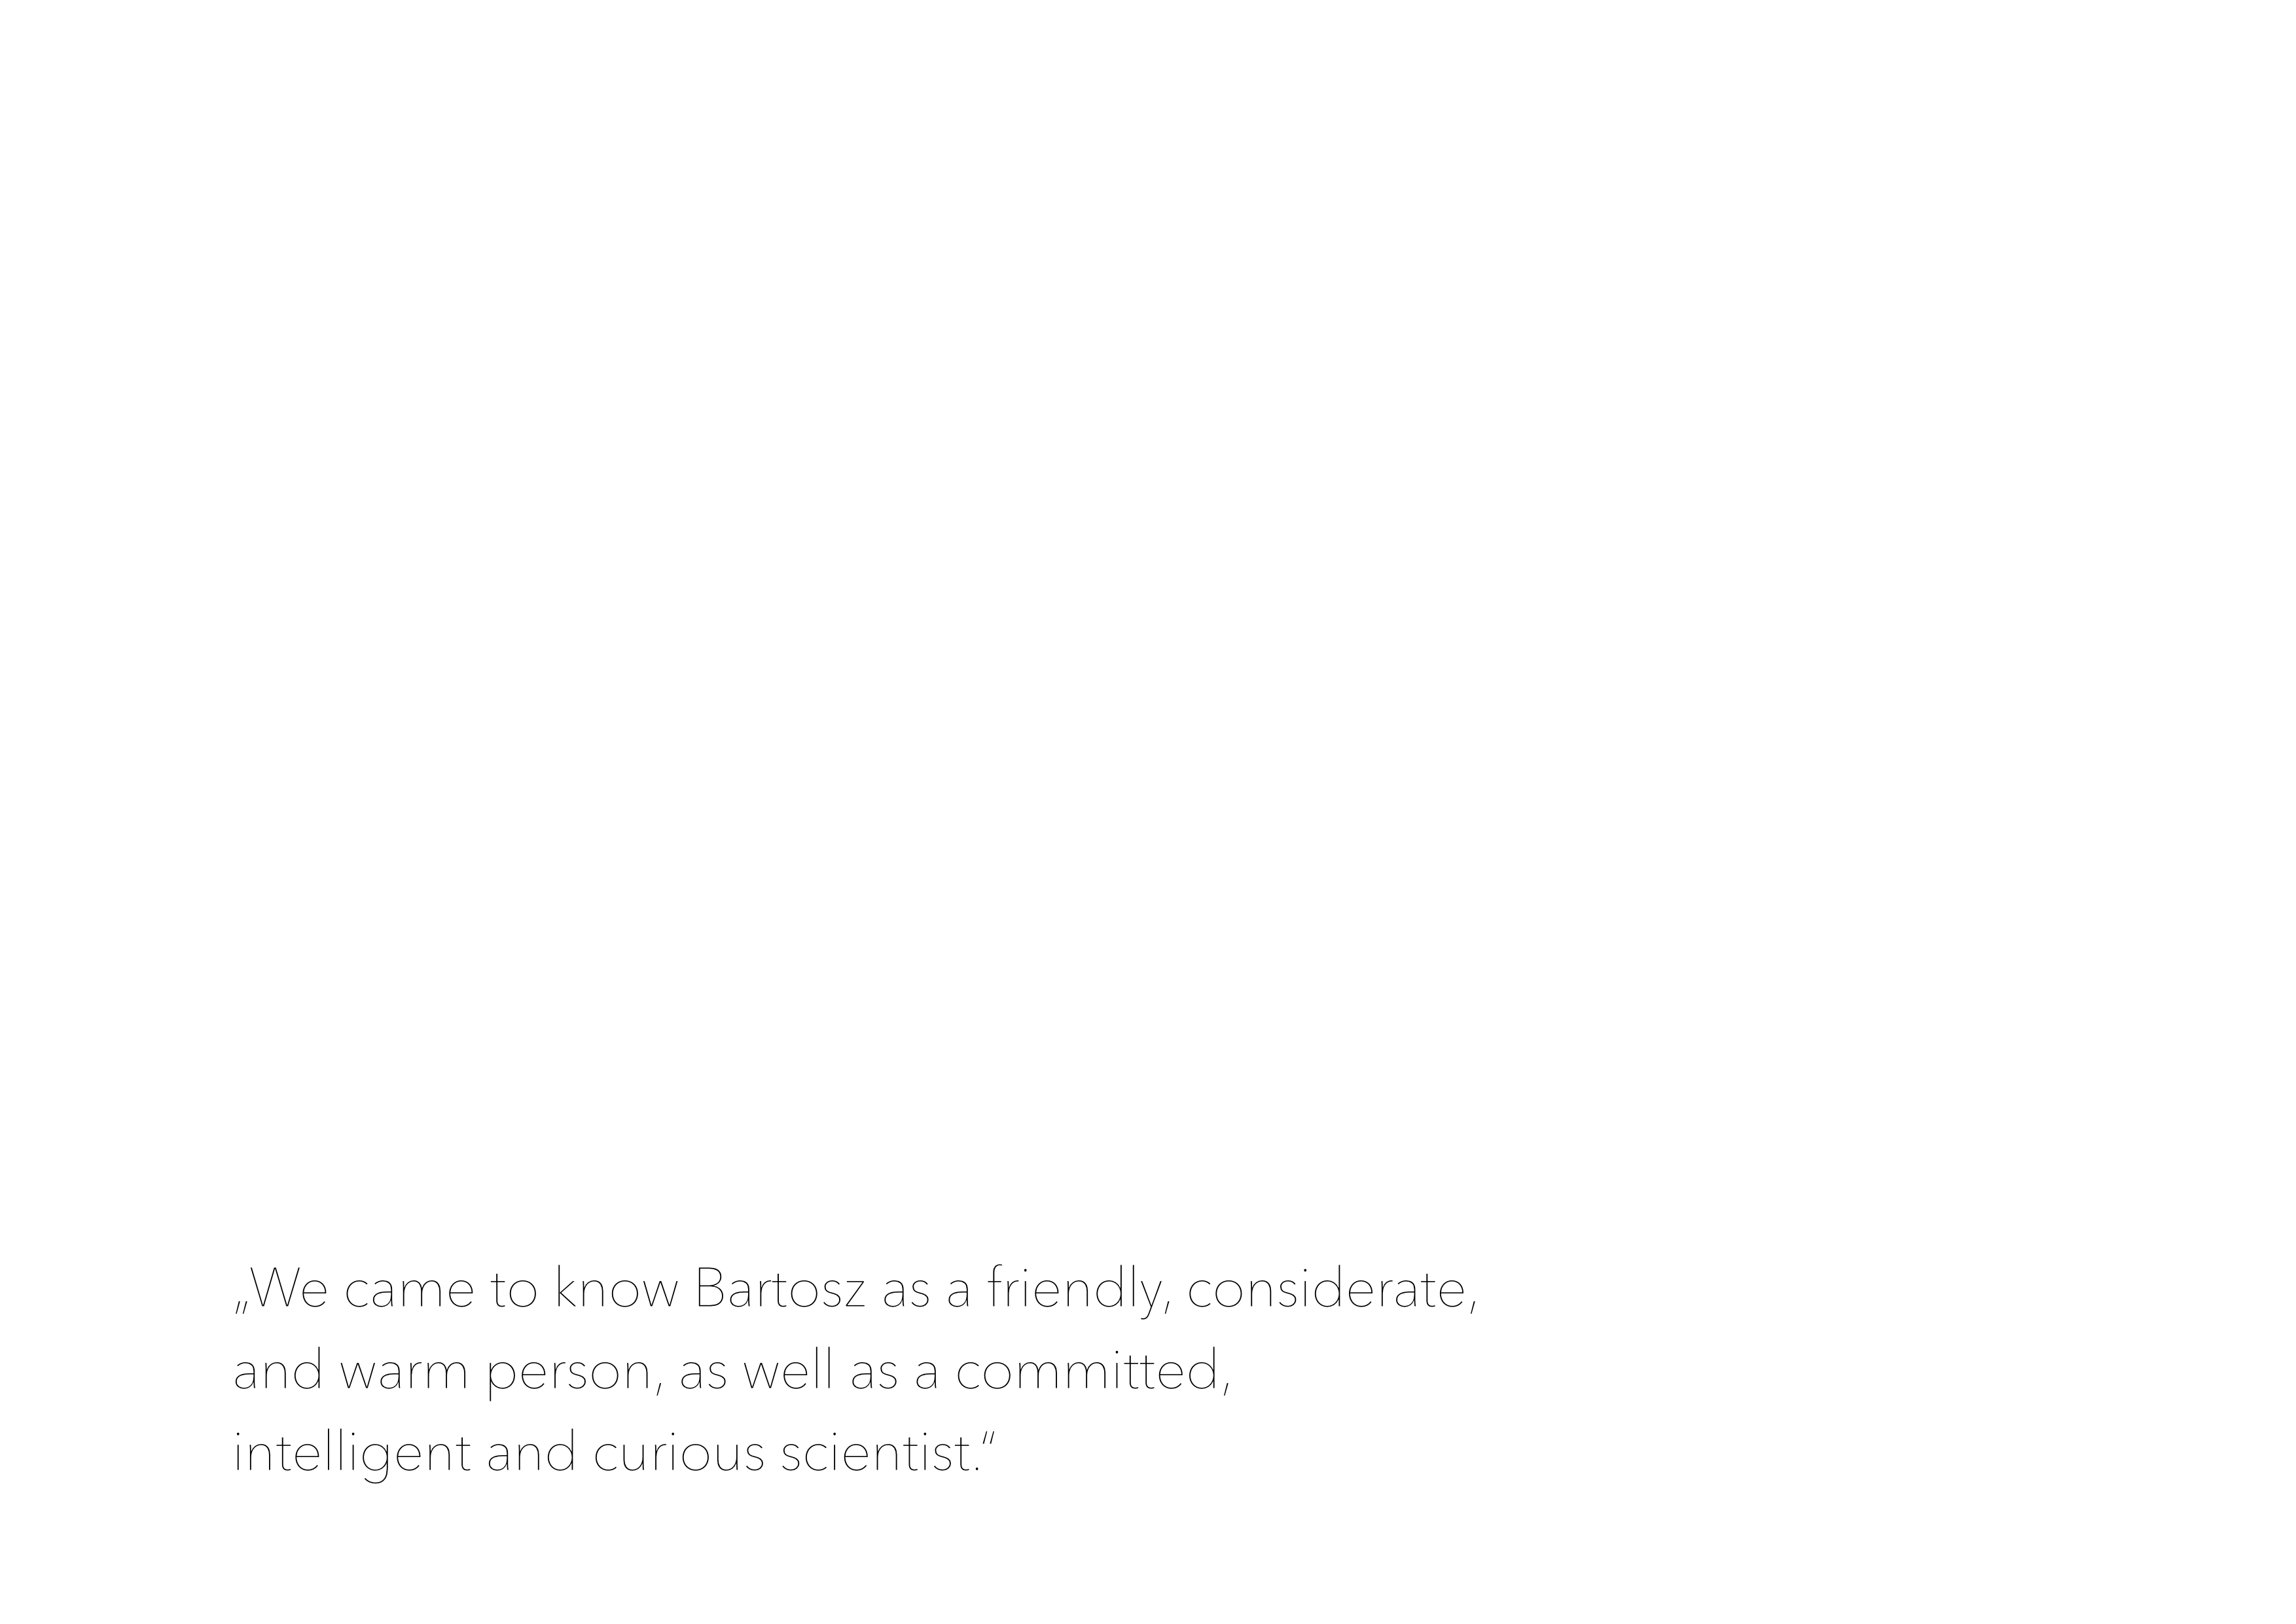 „We came to know Bartosz as a friendly, considerate,
and warm person, as well as a committed,
intelligent and curious scientist.“